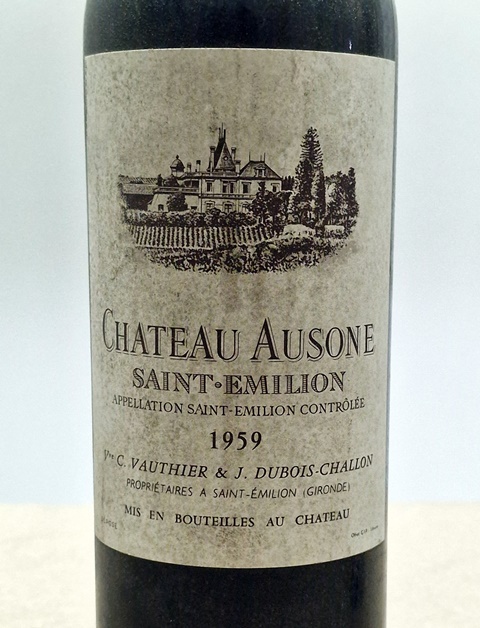 CHATEAU AUSONE
SAINT-EMILION
APPELLATION SAINT-EMILION CONTRÔLÉE
1959
Vve C. VAUTHIER & J. DUBOIS-CHALLON
PROPRIÉTAIRES A SAINT-ÉMILION (GIRONDE)
MIS EN BOUTEILLES AU CHATEAU